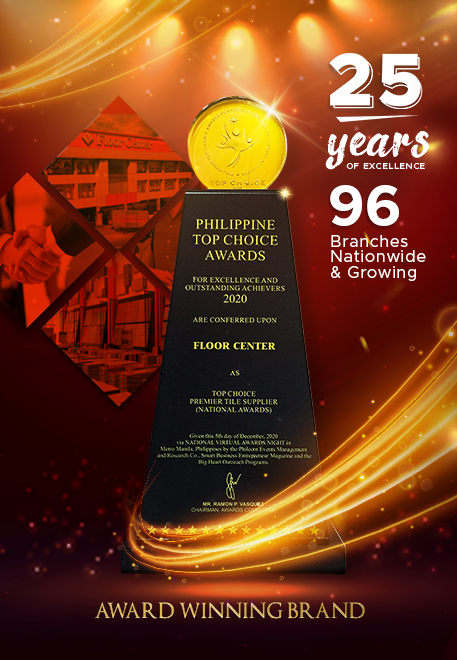 25
years
OF EXCELLENCE
96
Branches
Nationwide
& Growing
Floor Center
TOP CHOICE
PHILIPPINE
TOP CHOICE
AWARDS
FOR EXCELLENCE AND
OUTSTANDING ACHIEVERS
2020
ARE CONFERRED UPON
FLOOR CENTER
AS
TOP CHOICE
PREMIER TILE SUPPLIER
(NATIONAL AWARDS)
Given this 5th day of December, 2020
via NATIONAL VIRTUAL AWARDS NIGHT in
Metro Manila, Philippines by the Philcom Events Management
and Research Co., Smart Business Entrepreneur Magazine and the
Big Heart Outreach Programs.
MR. RAMON P. VASQUEZ
CHAIRMAN, AWARDS
AWARD WINNING BRAND